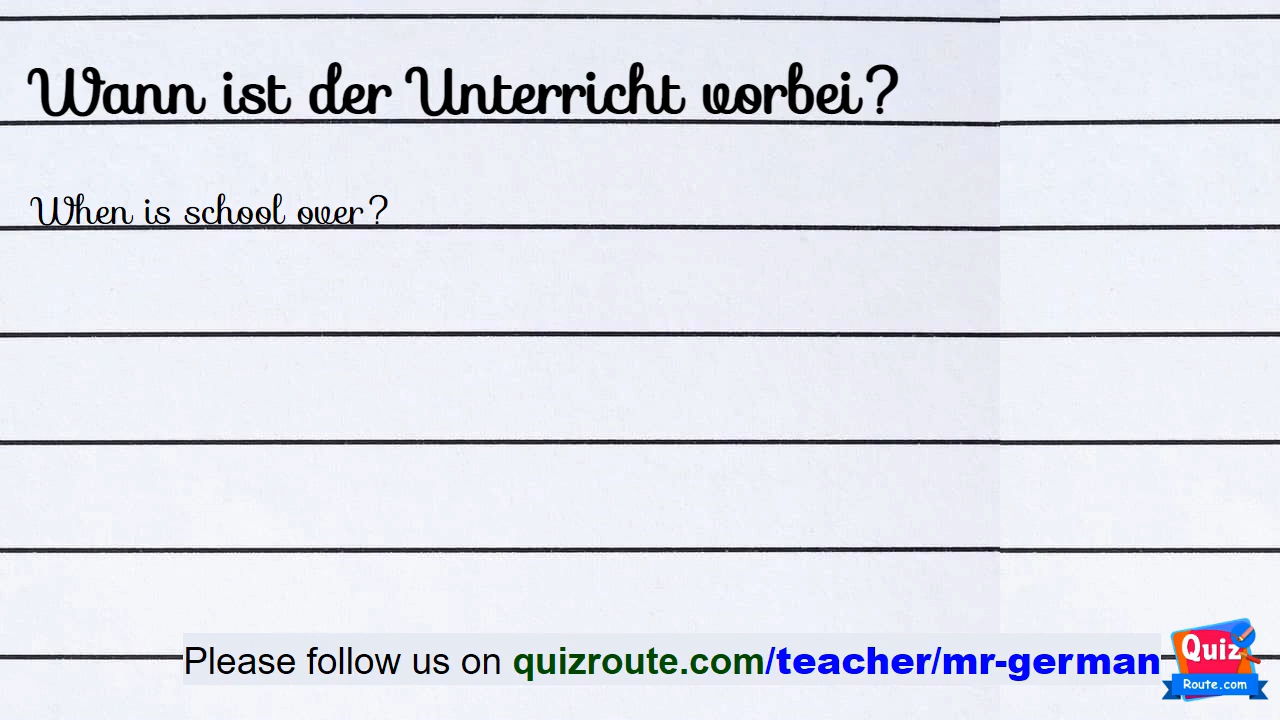 Wann ist der Unterricht vorbei?
When is school over?
Please follow us on quizroute.com/teacher/mr-german
Quiz
Route.com